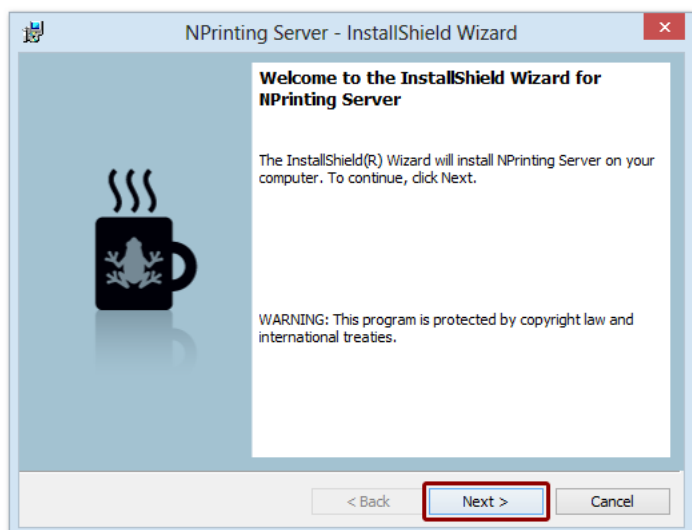 NPrinting Server - InstallShield Wizard
Welcome to the InstallShield Wizard for
NPrinting Server
The InstallShield(R) Wizard will install NPrinting Server on your
computer. To continue, click Next.
WARNING: This program is protected by copyright law and
international treaties.
< Back Next > Cancel